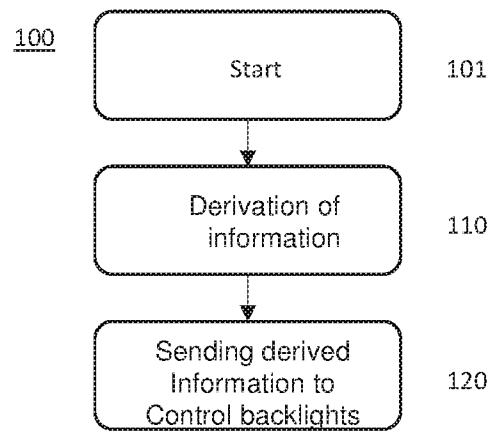 100
Start
101
Derivation of
information
110
Sending derived
Information to
Control backlights
120